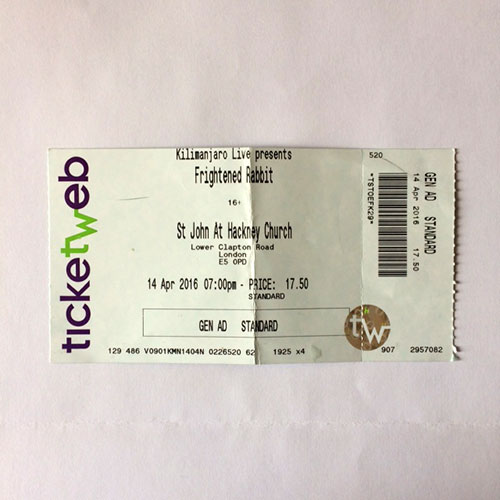 ticketweb
Kilimanjaro Live presents
Frightened Rabbit
16+
St John At Hackney Church
Lower Clapton Road
London
E5 0PD
14 Apr 2016 07:00pm - PRICE: 17.50
STANDARD
GEN AD STANDARD
129 486 V0901KMN1404N 0226520 62 1925 x4
520
*TST0EFK29*
GEN AD STANDARD
14 Apr 2016 17.50
tw
907 2957082